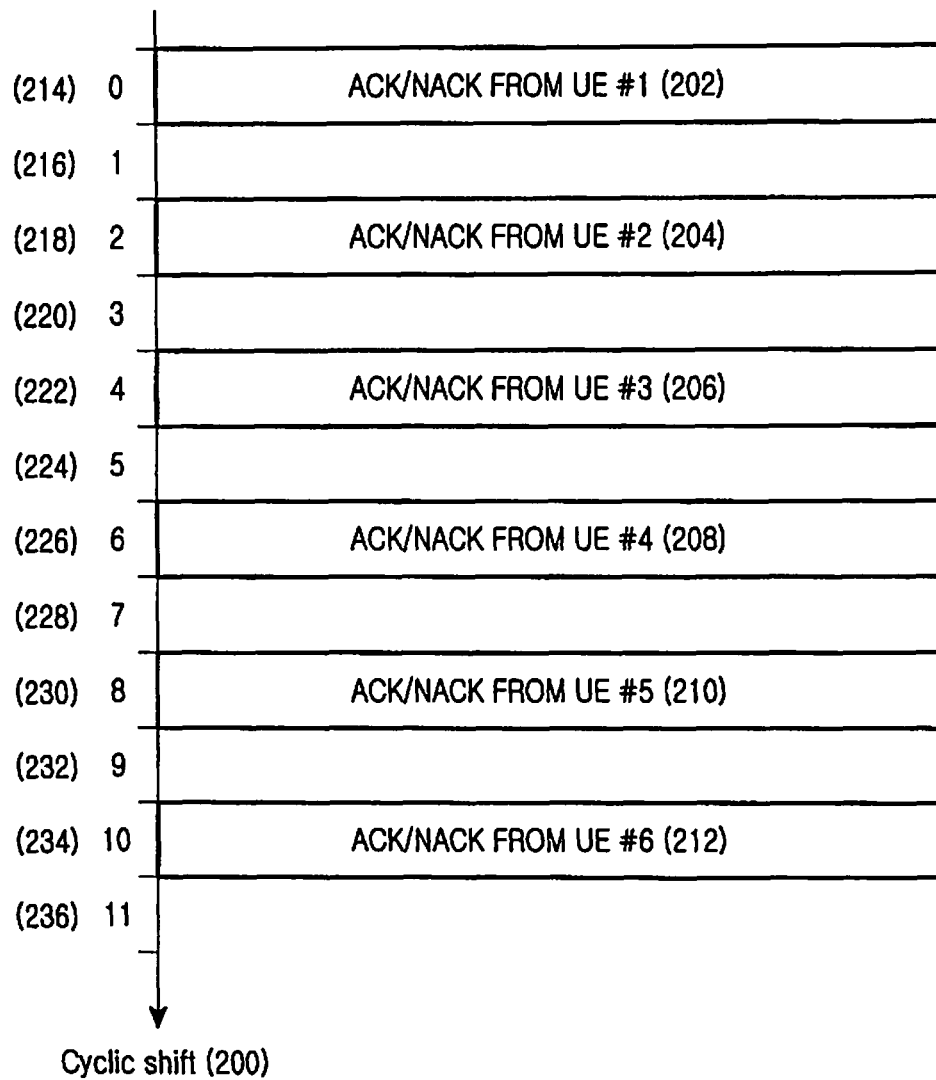 (214) 0 ACK/NACK FROM UE #1 (202)
(216) 1
(218) 2 ACK/NACK FROM UE #2 (204)
(220) 3
(222) 4 ACK/NACK FROM UE #3 (206)
(224) 5
(226) 6 ACK/NACK FROM UE #4 (208)
(228) 7
(230) 8 ACK/NACK FROM UE #5 (210)
(232) 9
(234) 10 ACK/NACK FROM UE #6 (212)
(236) 11
Cyclic shift (200)